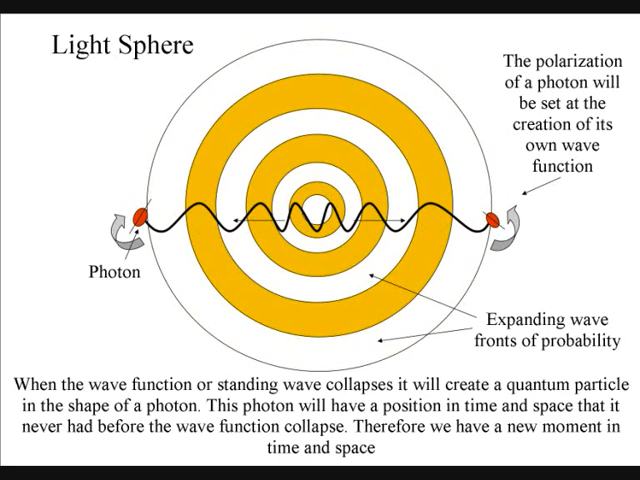 Light Sphere
The polarization
of a photon will
be set at the
creation of its
own wave
function
Photon
Expanding wave
fronts of probability
When the wave function or standing wave collapses it will create a quantum particle
in the shape of a photon. This photon will have a position in time and space that it
never had before the wave function collapse. Therefore we have a new moment in
time and space